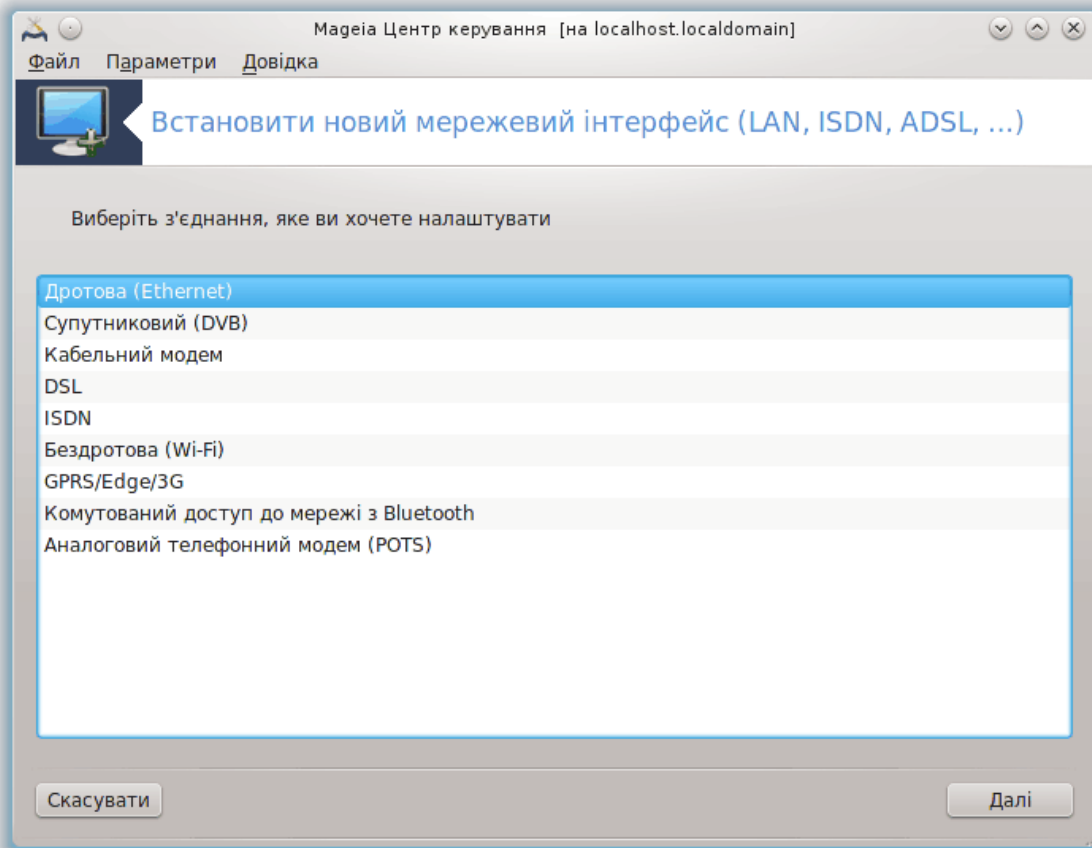 Mageia Центр керування [на localhost.localdomain]
Файл Параметри Довідка
Встановити новий мережевий інтерфейс (LAN, ISDN, ADSL, ...)
Виберіть з'єднання, яке ви хочете налаштувати
Дротова (Ethernet)
Супутниковий (DVB)
Кабельний модем
DSL
ISDN
Бездротова (Wi-Fi)
GPRS/Edge/3G
Комутований доступ до мережі з Bluetooth
Аналоговий телефонний модем (POTS)
Скасувати Далі